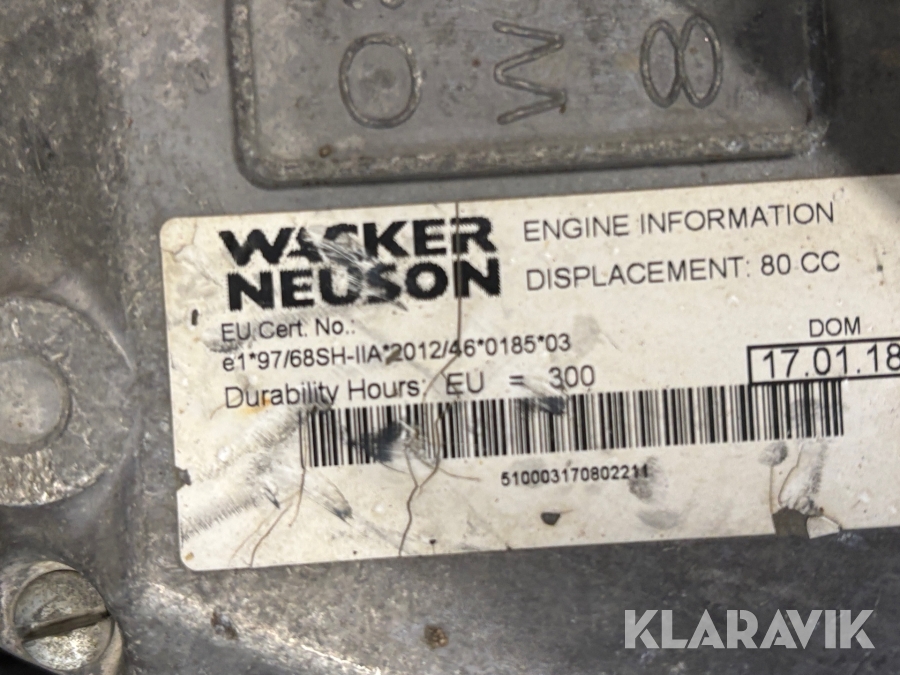 O W 8
WACKER
NEUSON
ENGINE INFORMATION
DISPLACEMENT: 80 CC
EU Cert. No.:
e1*97/68SH-IIA*2012/46*0185*03
Durability Hours: EU = 300
DOM
17.01.18
510003170802211
KLARAVIK